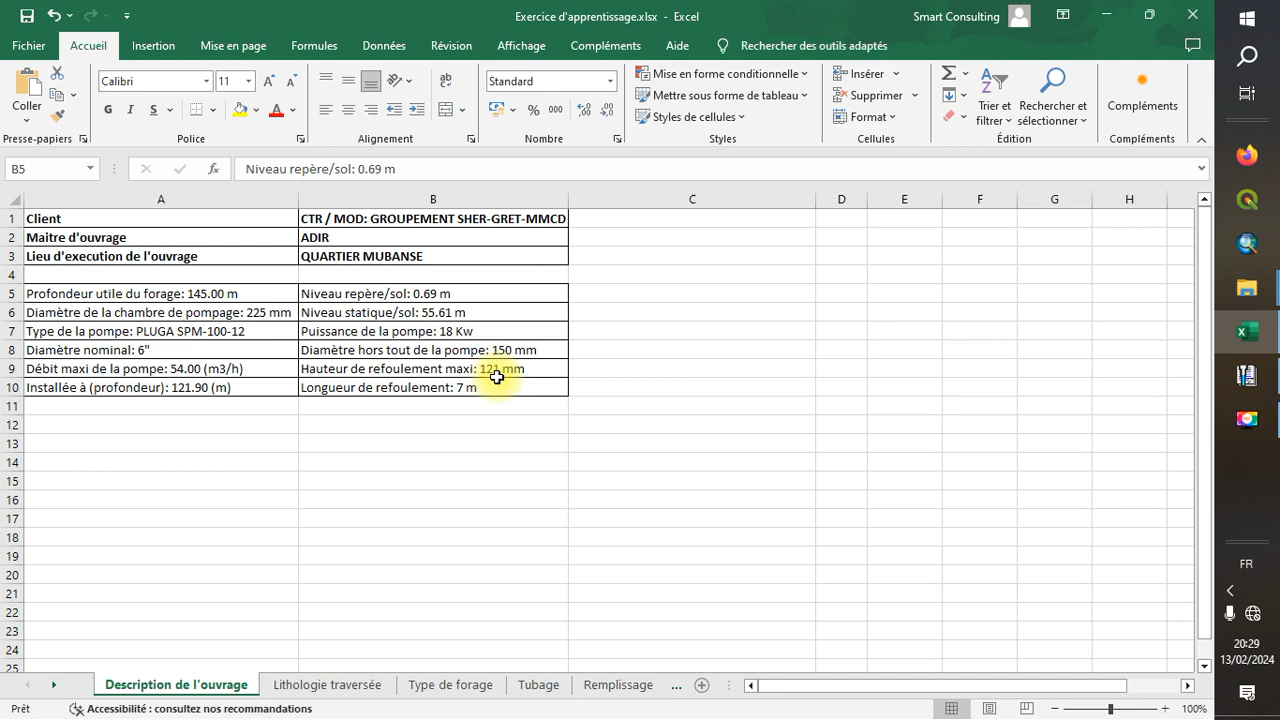 Exercice d'apprentissage.xlsx - Excel
Smart Consulting
Fichier Accueil Insertion Mise en page Formules Données Révision Affichage Compléments Aide Rechercher des outils adaptés
Coller
Presse-papiers
Calibri 11
G I S
Police
Alignement
Standard
% 000
Nombre
Mise en forme conditionnelle
Mettre sous forme de tableau
Styles de cellules
Styles
Insérer
Supprimer
Format
Cellules
Trier et filtrer
Rechercher et sélectionner
Édition
Compléments
Compléments
B5
fx
Niveau repère/sol: 0.69 m
A B C D E F G H
1 Client CTR / MOD: GROUPEMENT SHER-GRET-MMCD
2 Maitre d'ouvrage ADIR
3 Lieu d'execution de l'ouvrage QUARTIER MUBANSE
4
5 Profondeur utile du forage: 145.00 m Niveau repère/sol: 0.69 m
6 Diamètre de la chambre de pompage: 225 mm Niveau statique/sol: 55.61 m
7 Type de la pompe: PLUGA SPM-100-12 Puissance de la pompe: 18 Kw
8 Diamètre nominal: 6" Diamètre hors tout de la pompe: 150 mm
9 Débit maxi de la pompe: 54.00 (m3/h) Hauteur de refoulement maxi: 121 mm
10 Installée à (profondeur): 121.90 (m) Longueur de refoulement: 7 m
11
12
13
14
15
16
17
18
19
20
21
22
23
24
25
Description de l'ouvrage Lithologie traversée Type de forage Tubage Remplissage ...
Prêt Accessibilité : consultez nos recommandations 100%
FR
20:29
13/02/2024